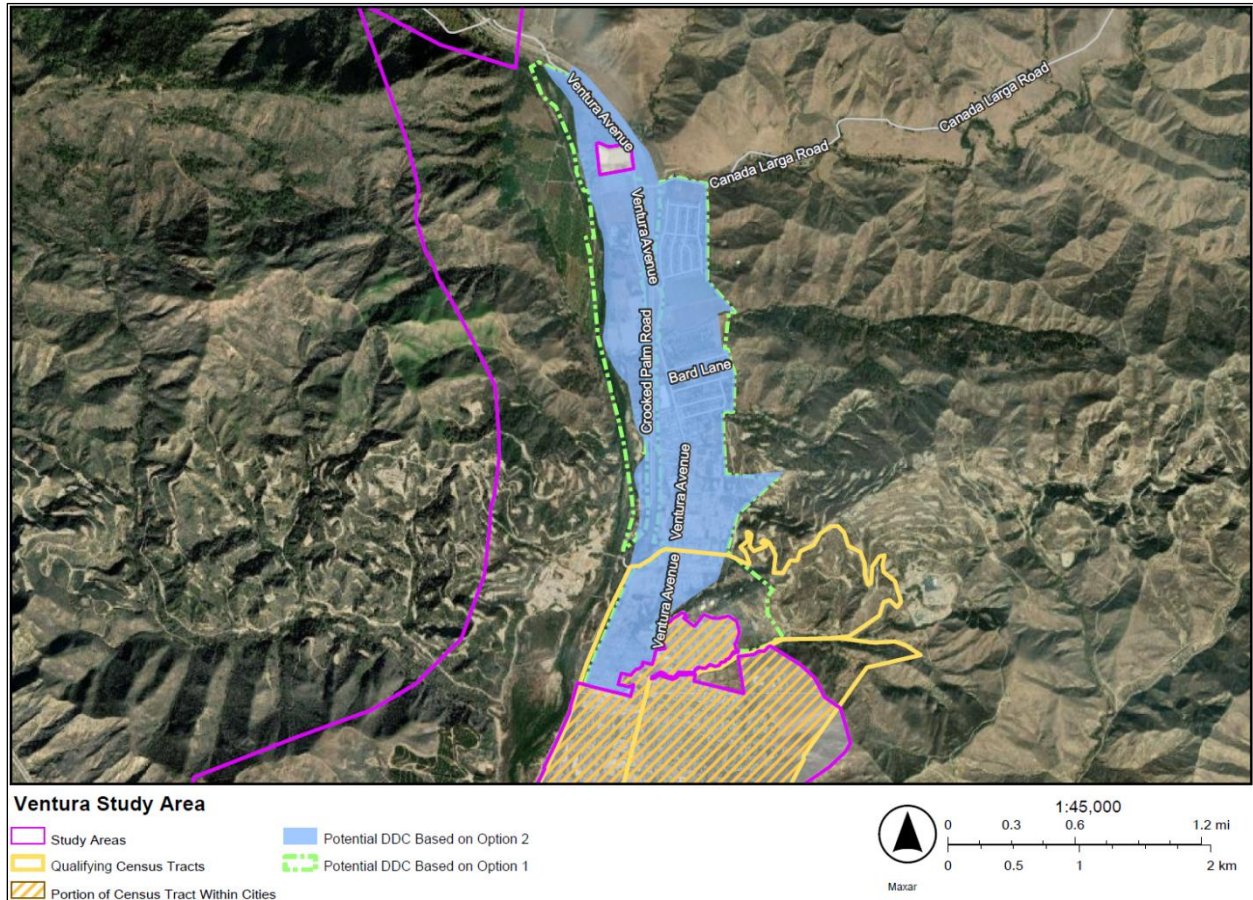 Ventura Avenue
Canada Larga Road
Canada Larga Road
Ventura Avenue
Crooked Palm Road
Bard Lane
Ventura Avenue
Ventura Avenue
Ventura Study Area
Study Areas
Qualifying Census Tracts
Portion of Census Tract Within Cities
Potential DDC Based on Option 2
Potential DDC Based on Option 1
Maxar
1:45,000
0 0.3 0.6 1.2 mi
0 0.5 1 2 km